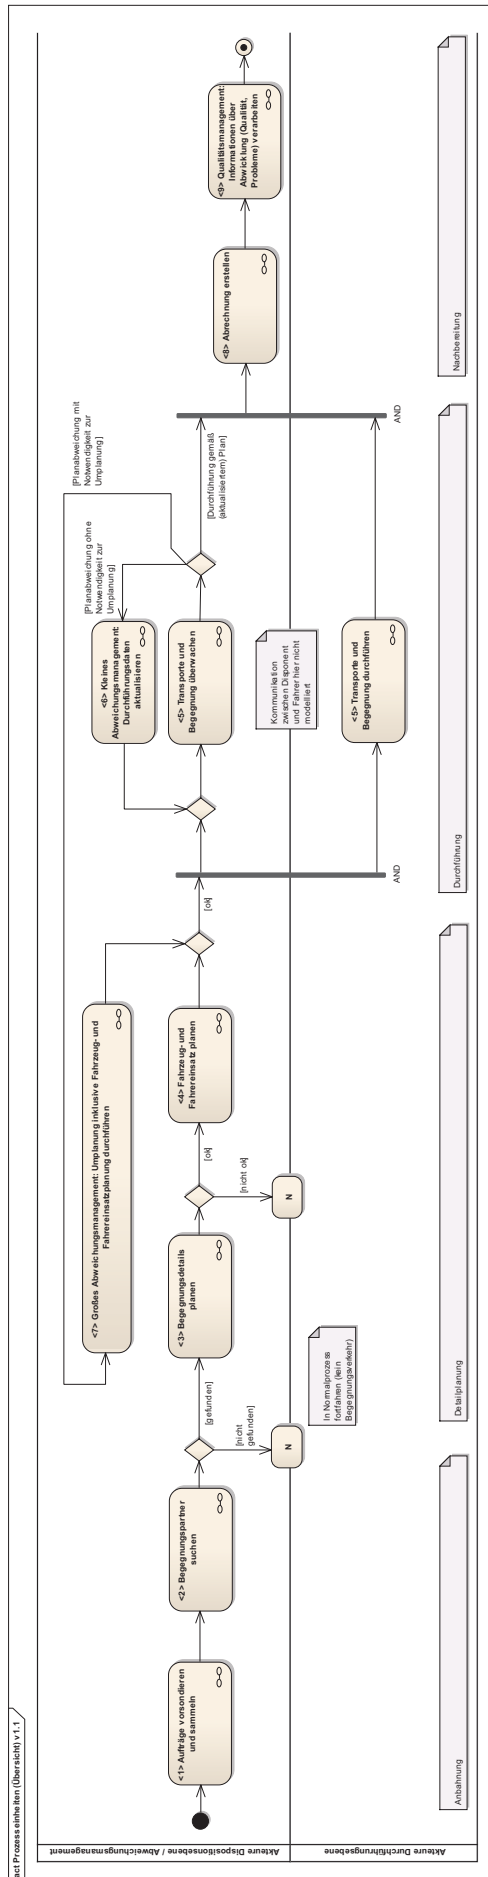 act Prozesseinheiten (Übersicht) v1.1
Akteure Dispositionsebene / Abweichungsmanagement
Akteure Durchführungsebene
<1> Aufträge vorsondieren
und sammeln
<2> Begegnungspartner
suchen
[gefunden]
[nicht
gefunden]
N
<3> Begegnungsdetails
planen
[ok]
[nicht ok]
N
In Normalprozess
fortfahren (kein
Begegnungsverkehr)
<4> Fahrzeug- und
Fahrereinsatz planen
<7> Großes Abweichungsmanagement: Umplanung inklusive Fahrzeug- und
Fahrereinsatzplanung durchführen
[ok]
AND
<6> Kleines
Abweichungsmanagement:
Durchführungsdaten
aktualisieren
<5> Transporte und
Begegnung überwachen
Kommunikation
zwischen Disponent
und Fahrer hier nicht
modelliert
<5> Transporte und
Begegnung durchführen
[Planabweichung ohne
Notwendigkeit zur
Umplanung]
[Planabweichung mit
Notwendigkeit zur
Umplanung]
[Durchführung gemäß
(aktualisiertem) Plan]
AND
<8> Abrechnung erstellen
<9> Qualitätsmanagement:
Informationen über
Abwicklung (Qualität,
Probleme) verarbeiten
Anbahnung
Detailplanung
Durchführung
Nachbereitung